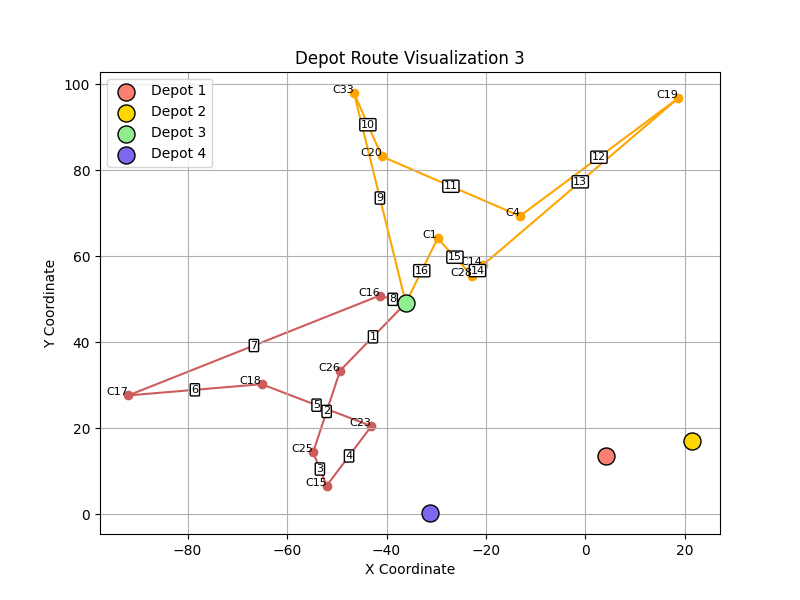 Depot Route Visualization 3
Depot 1
Depot 2
Depot 3
Depot 4
Y Coordinate
100
80
60
40
20
0
−80
−60
−40
−20
0
20
X Coordinate
C33
C19
10
C20
12
11
13
9
C4
C1
15
C14
16
14
C28
C16
8
1
7
C26
C18
C17
6
5
2
C23
C25
4
3
C15